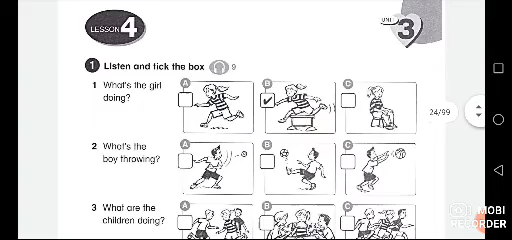 LESSON 4
UNIT 3
1 Listen and tick the box 9
1 What's the girl doing?
A B C
2 What's the boy throwing?
A B C
3 What are the children doing?
A B C
24/99
MOBI
RECORDER